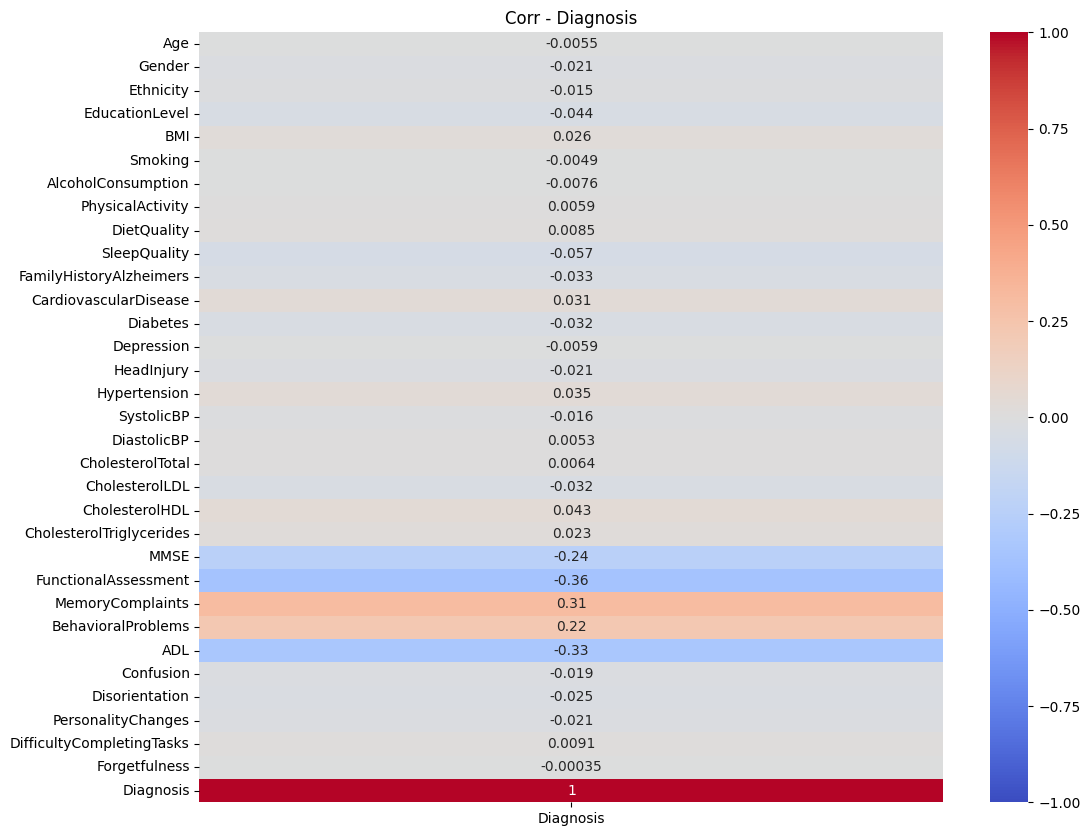 Corr - Diagnosis
Age -0.0055
Gender -0.021
Ethnicity -0.015
EducationLevel -0.044
BMI 0.026
Smoking -0.0049
AlcoholConsumption -0.0076
PhysicalActivity 0.0059
DietQuality 0.0085
SleepQuality -0.057
FamilyHistoryAlzheimers -0.033
CardiovascularDisease 0.031
Diabetes -0.032
Depression -0.0059
HeadInjury -0.021
Hypertension 0.035
SystolicBP -0.016
DiastolicBP 0.0053
CholesterolTotal 0.0064
CholesterolLDL -0.032
CholesterolHDL 0.043
CholesterolTriglycerides 0.023
MMSE -0.24
FunctionalAssessment -0.36
MemoryComplaints 0.31
BehavioralProblems 0.22
ADL -0.33
Confusion -0.019
Disorientation -0.025
PersonalityChanges -0.021
DifficultyCompletingTasks 0.0091
Forgetfulness -0.00035
Diagnosis 1
Diagnosis
1.00
0.75
0.50
0.25
0.00
−0.25
−0.50
−0.75
−1.00